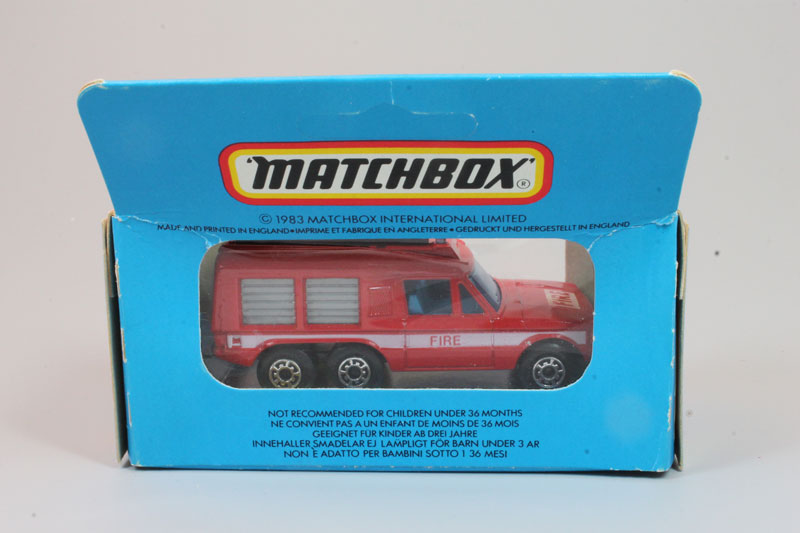 "MATCHBOX"®
© 1983 MATCHBOX INTERNATIONAL LIMITED
MADE AND PRINTED IN ENGLAND•IMPRIME ET FABRIQUE EN ANGLETERRE•GEDRUCKT UND HERGESTELLT IN ENGLAND
FIRE
FIRE
NOT RECOMMENDED FOR CHILDREN UNDER 36 MONTHS
NE CONVIENT PAS A UN ENFANT DE MOINS DE 36 MOIS
GEEIGNET FÜR KINDER AB DREI JAHRE
INNEHALLER SMADELAR EJ LAMPLIGT FÖR BARN UNDER 3 AR
NON È ADATTO PER BAMBINI SOTTO 1 36 MESI